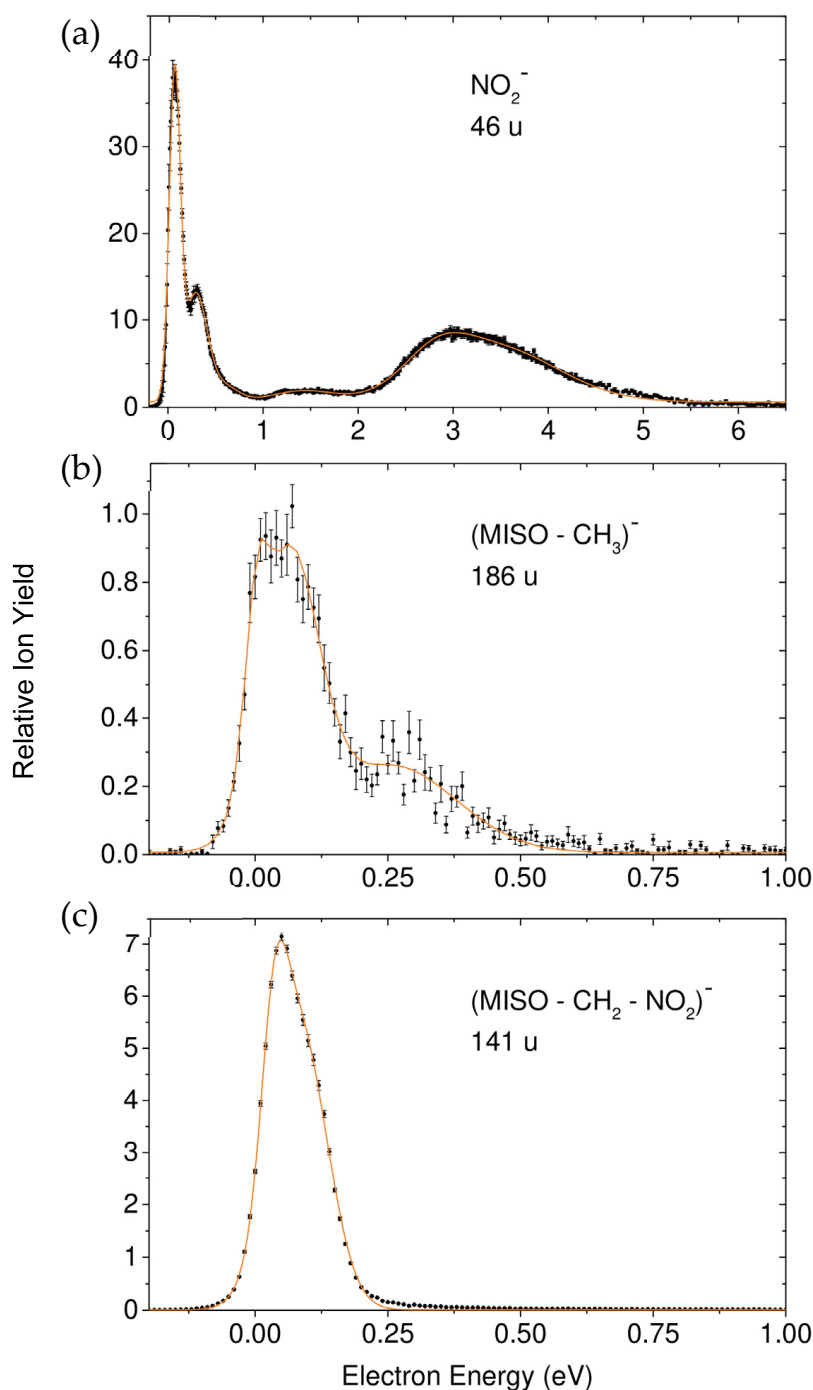 (a)
40
30
20
10
0
NO₂⁻
46 u
0 1 2 3 4 5 6
(b)
1.0
0.8
0.6
0.4
0.2
0.0
(MISO - CH₃)⁻
186 u
0.00 0.25 0.50 0.75 1.00
Relative Ion Yield
(c)
7
6
5
4
3
2
1
0
(MISO - CH₂ - NO₂)⁻
141 u
0.00 0.25 0.50 0.75 1.00
Electron Energy (eV)